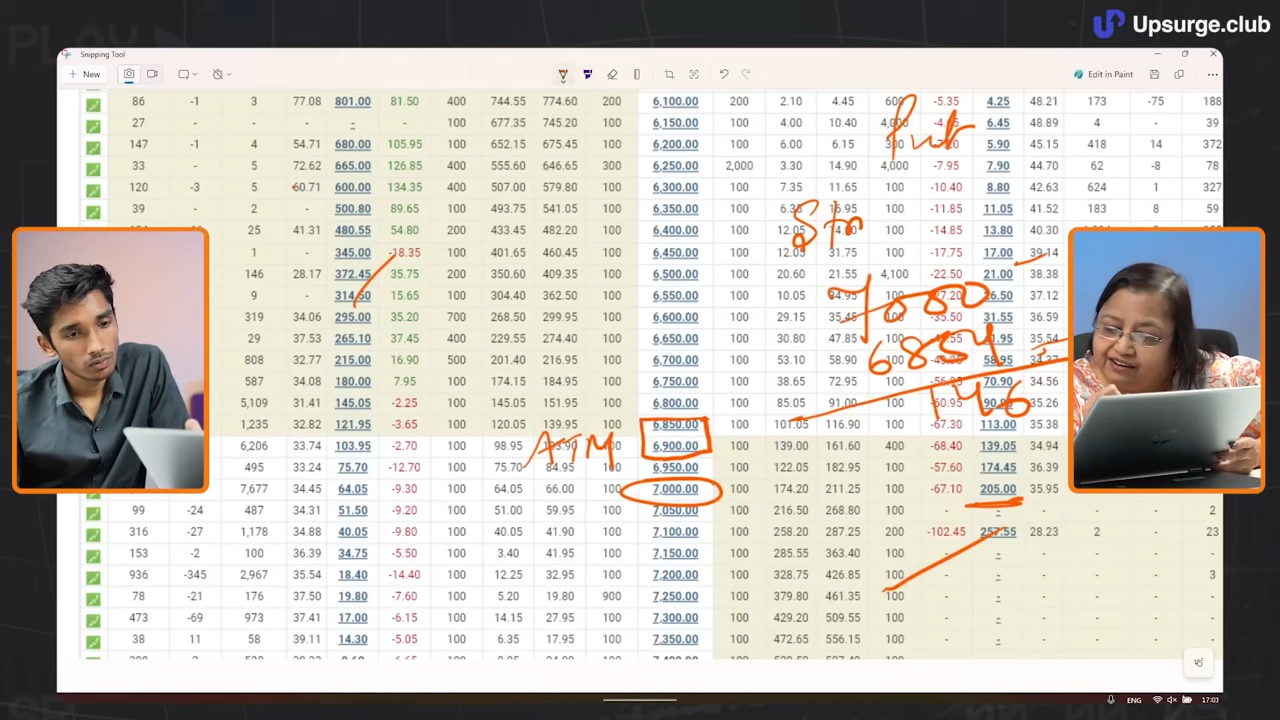 PLAY
Upsurge.club
Snipping Tool
New Edit in Paint
86 -1 3 77.08 801.00 81.50 400 744.55 774.60 200 6,100.00 200 2.10 4.45 600 -5.35 4.25 48.21 173 -75 188
27 - - - - - 100 677.35 745.20 100 6,150.00 100 4.00 10.40 4,000 6.45 48.89 4 - 39
147 -1 4 54.71 680.00 105.95 400 652.15 675.45 100 6,200.00 100 6.00 6.15 5.90 45.15 418 14 372
33 - 5 72.62 665.00 126.85 400 555.60 646.65 300 6,250.00 2,000 3.30 14.90 4,000 -7.95 7.90 44.70 62 -8 78
120 -3 5 60.71 600.00 134.35 400 507.00 579.80 100 6,300.00 100 7.35 11.65 100 -10.40 8.80 42.63 624 1 327
39 - 2 - 500.80 89.65 100 493.75 541.05 100 6,350.00 100 16.95 100 -11.85 11.05 41.52 183 8 59
25 41.31 480.55 54.80 200 433.45 482.20 100 6,400.00 100 12.05 100 -14.85 13.80 40.30
1 - 345.00 -18.35 100 401.65 460.45 100 6,450.00 100 12.05 31.75 100 -17.75 17.00 39.14
146 28.17 372.45 35.75 200 350.60 409.35 100 6,500.00 100 20.60 21.55 4,100 -22.50 21.00 38.38
9 - 314.50 15.65 100 304.40 362.50 100 6,550.00 100 10.05 100 26.50 37.12
319 34.06 295.00 35.20 700 268.50 299.95 100 6,600.00 100 29.15 35.45 100 -35.50 31.55 36.59
29 37.53 265.10 37.45 400 229.55 274.40 100 6,650.00 100 30.80 47.85 100 35.54
808 32.77 215.00 16.90 500 201.40 216.95 100 6,700.00 100 53.10 58.90 100 58.95 34.37
587 34.08 180.00 7.95 100 174.15 184.95 100 6,750.00 100 38.65 72.95 100 70.90 34.56
5,109 31.41 145.05 -2.25 100 145.05 151.95 100 6,800.00 100 85.05 91.00 100 -60.95 35.26
1,235 32.82 121.95 -3.65 100 120.05 139.95 100 6,850.00 100 101.05 116.90 100 -67.30 113.00 35.38
6,206 33.74 103.95 -2.70 100 98.95 100 6,900.00 100 139.00 161.60 400 -68.40 139.05 34.94
495 33.24 75.70 -12.70 100 75.70 84.95 100 6,950.00 100 122.05 182.95 100 -57.60 174.45 36.39
7,677 34.45 64.05 -9.30 100 64.05 66.00 100 7,000.00 100 174.20 211.25 100 -67.10 205.00 35.95
99 -24 487 34.31 51.50 -9.20 100 51.00 59.95 100 7,050.00 100 216.50 268.80 100 - - - - - 2
316 -27 1,178 34.88 40.05 -9.80 100 40.05 41.90 100 7,100.00 100 258.20 287.25 200 -102.45 257.55 28.23 2 - 23
153 -2 100 36.39 34.75 -5.50 100 3.40 41.95 100 7,150.00 100 285.55 363.40 100 - - - - - -
936 -345 2,967 35.54 18.40 -14.40 100 12.25 32.95 100 7,200.00 100 328.75 426.85 100 - - - - - 3
78 -21 176 37.50 19.80 -7.60 100 5.20 19.80 900 7,250.00 100 379.80 461.35 100 - - - - - -
473 -69 973 37.41 17.00 -6.15 100 14.15 27.95 100 7,300.00 100 429.20 509.55 100 - - - - - -
38 11 58 39.11 14.30 -5.05 100 6.35 17.95 100 7,350.00 100 472.65 556.15 100 - - - - - -
Put
Str
7000
6854
146
ATM
ENG 17:03